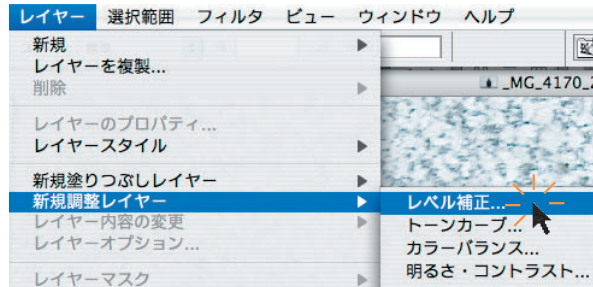 レイヤー 選択範囲 フィルタ ビュー ウィンドウ ヘルプ
新規
レイヤーを複製...
削除
_MG_4170_
レイヤーのプロパティ...
レイヤースタイル
新規塗りつぶしレイヤー
新規調整レイヤー
レベル補正...
レイヤー内容の変更
トーンカーブ...
レイヤーオプション...
カラーバランス...
明るさ・コントラスト...
レイヤーマスク